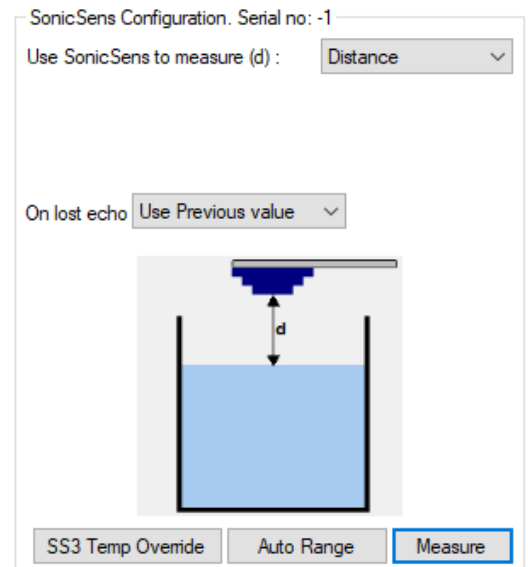 SonicSens Configuration. Serial no: -1
Use SonicSens to measure (d) : Distance
On lost echo Use Previous value
d
SS3 Temp Override Auto Range Measure